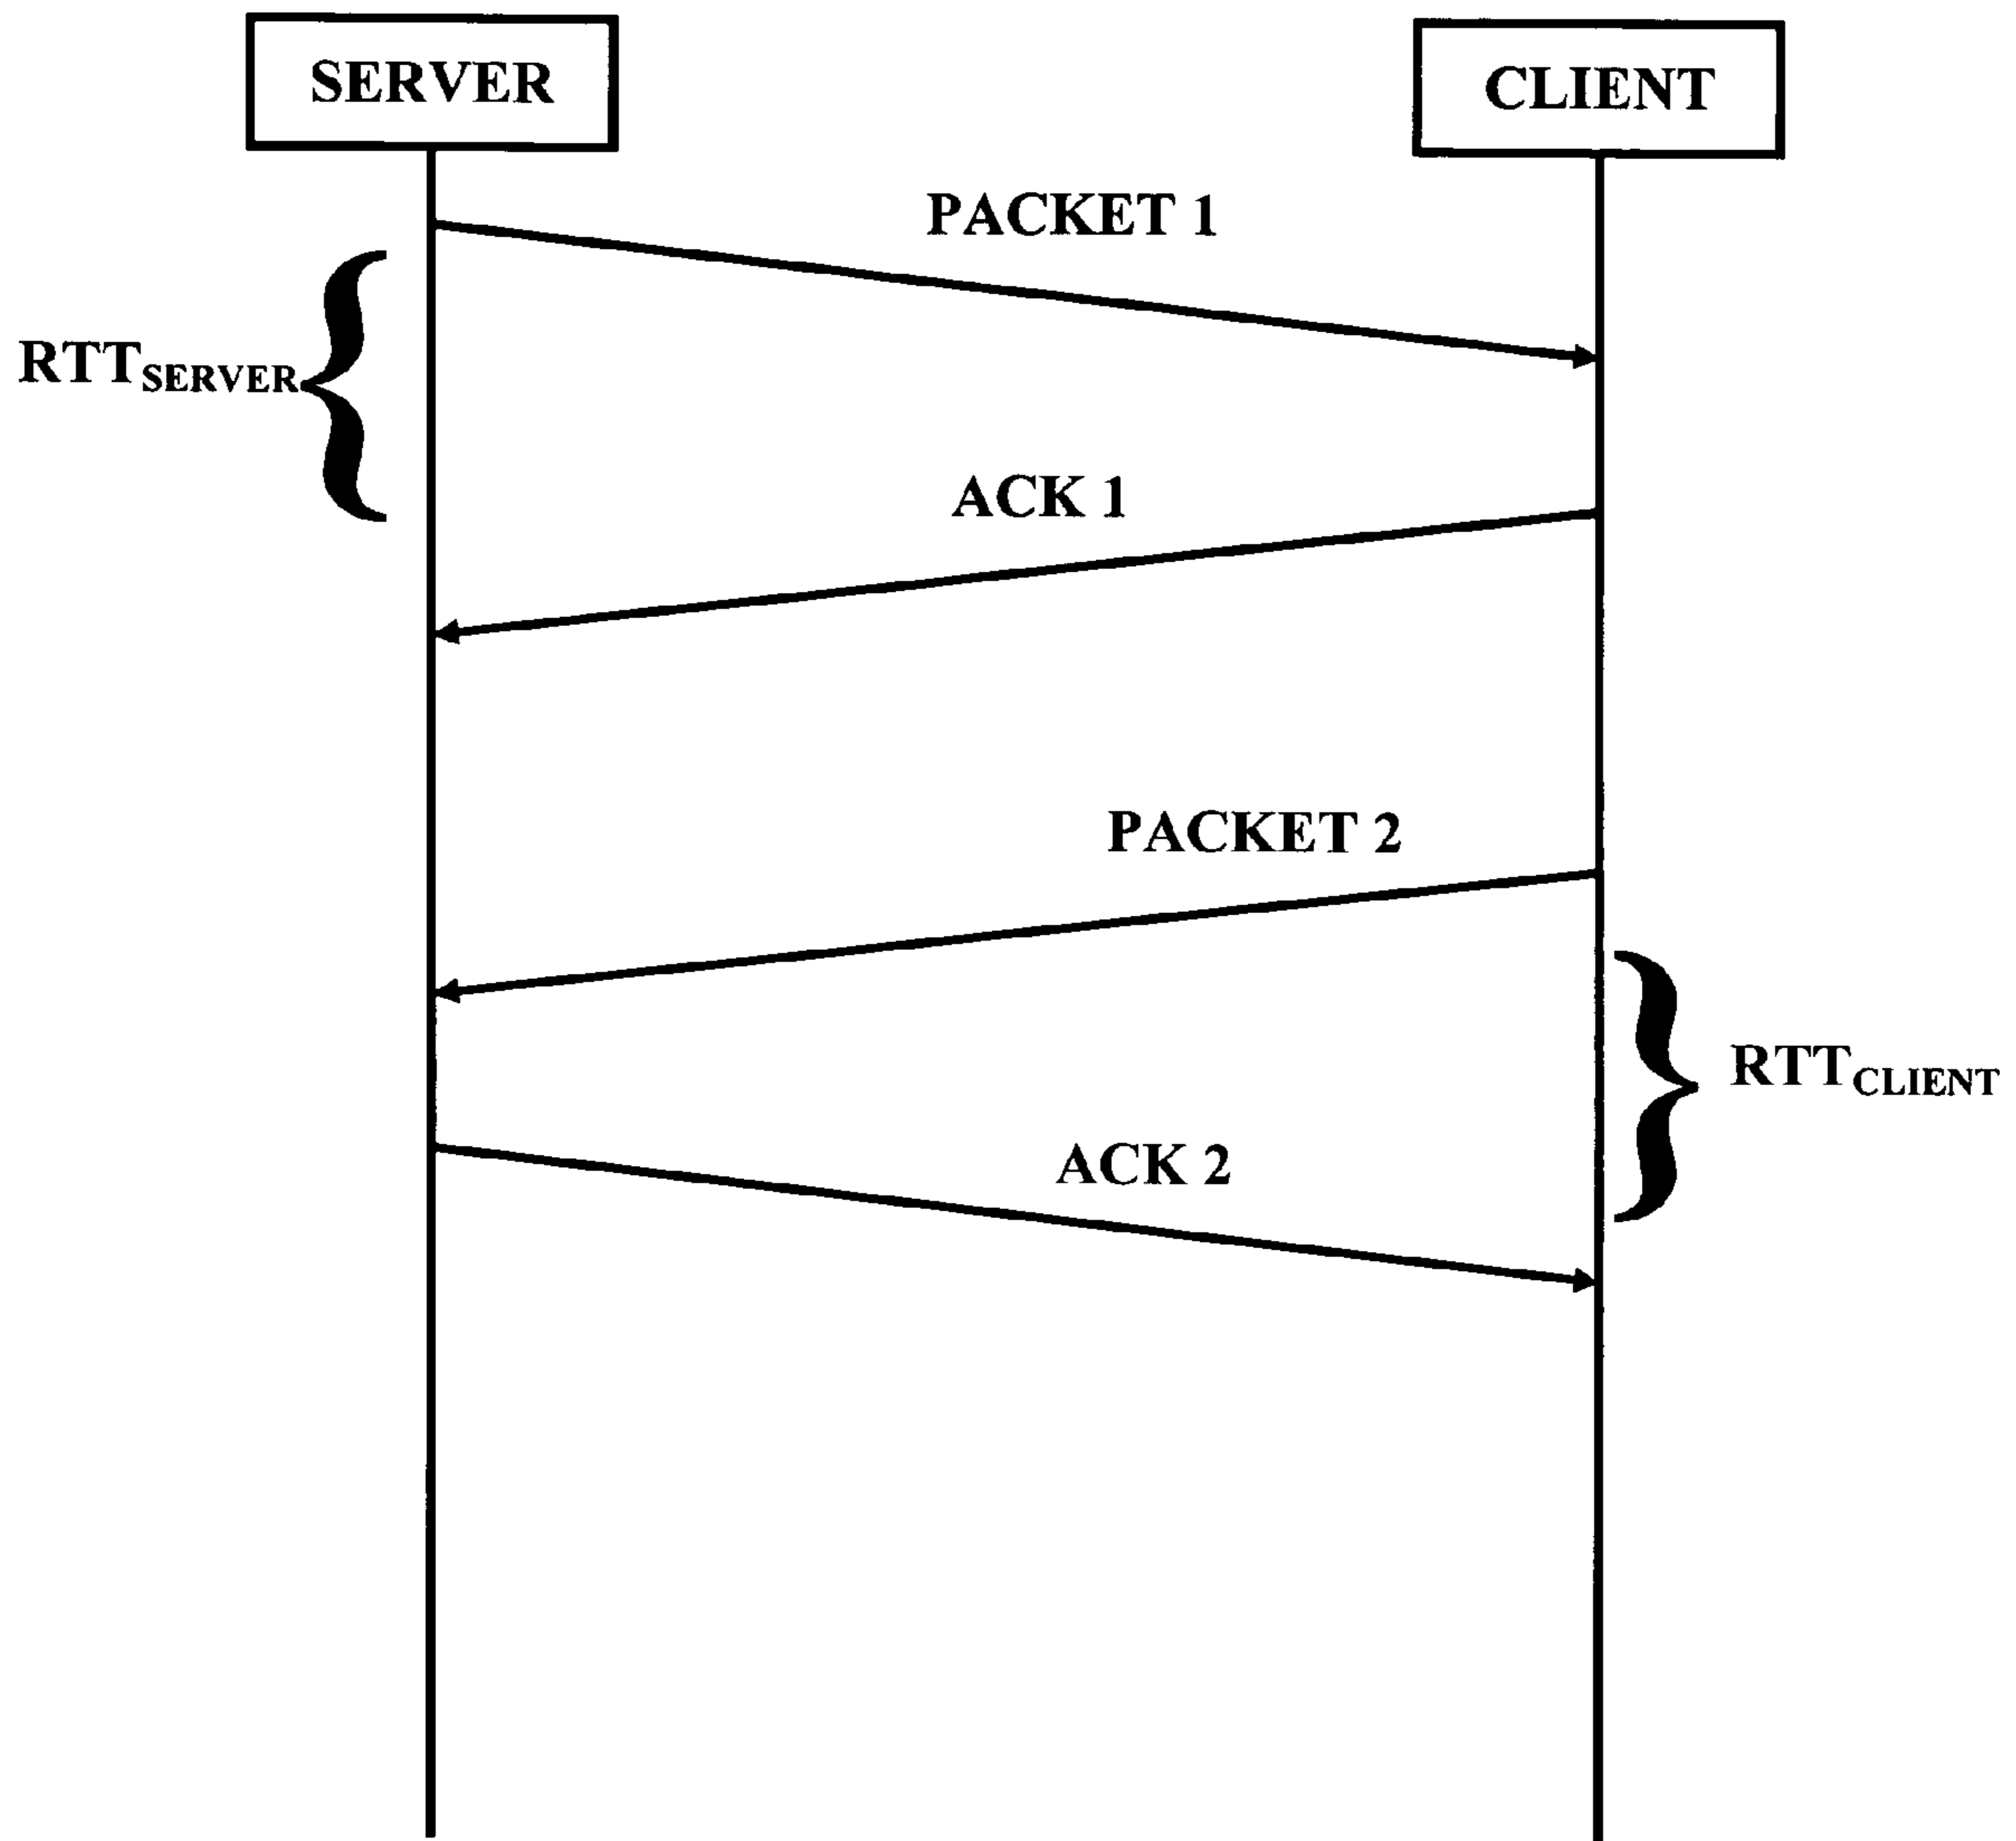 SERVER
CLIENT
PACKET 1
RTTSERVER
ACK 1
PACKET 2
RTTCLIENT
ACK 2